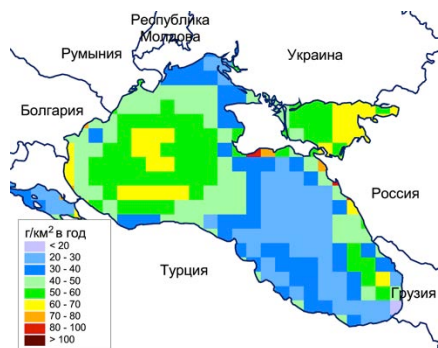 Республика
Молдова
Румыния
Украина
Болгария
Россия
Турция
Грузия
г/км² в год
< 20
20 - 30
30 - 40
40 - 50
50 - 60
60 - 70
70 - 80
80 - 100
> 100